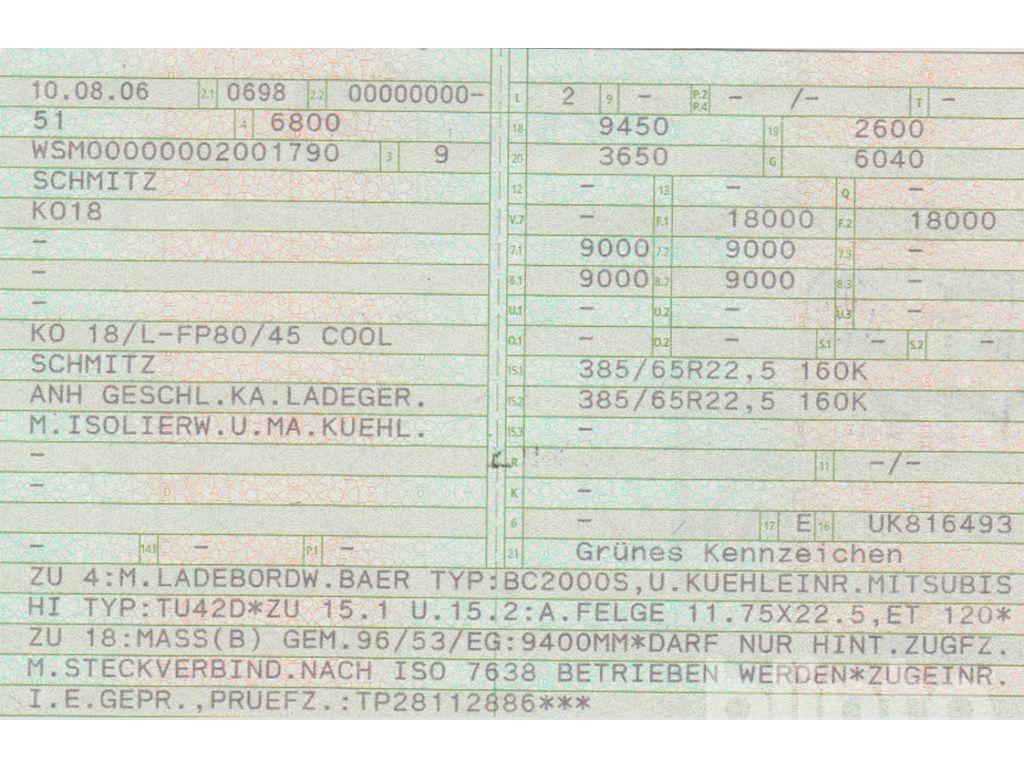 10.08.06 2.1 0698 2.2 00000000-
51 4 6800
WSM00000002001790 3 9
SCHMITZ
KO18
-
-
-
KO 18/L-FP80/45 COOL
SCHMITZ
ANH GESCHL.KA.LADEGER.
M.ISOLIERW.U.MA.KUEHL.
-
-
- 14.1 - P.1 -
L 2 9 - P.2 P.4 - /- T -
18 9450 19 2600
20 3650 G 6040
12 - 13 - Q -
V.7 - F.1 18000 F.2 18000
7.1 9000 7.2 9000 7.3 -
8.1 9000 8.2 9000 8.3 -
U.1 - U.2 - U.3 -
O.1 - O.2 - S.1 - S.2 -
15.1 385/65R22,5 160K
15.2 385/65R22,5 160K
15.3 -
R 11 -/-
K -
6 - 17 E 16 UK816493
21 Grünes Kennzeichen
ZU 4:M.LADEBORDW.BAER TYP:BC2000S,U.KUEHLEINR.MITSUBIS
HI TYP:TU42D*ZU 15.1 U.15.2:A.FELGE 11.75X22.5,ET 120*
ZU 18:MASS(B) GEM.96/53/EG:9400MM*DARF NUR HINT.ZUGFZ.
M.STECKVERBIND.NACH ISO 7638 BETRIEBEN WERDEN*ZUGEINR.
I.E.GEPR.,PRUEFZ.:TP28112886***